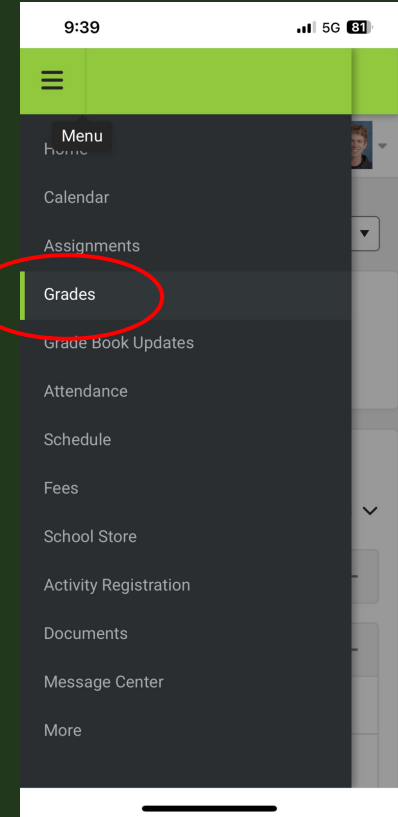 9:39
5G 81
Menu
Home
Calendar
Assignments
Grades
Grade Book Updates
Attendance
Schedule
Fees
School Store
Activity Registration
Documents
Message Center
More